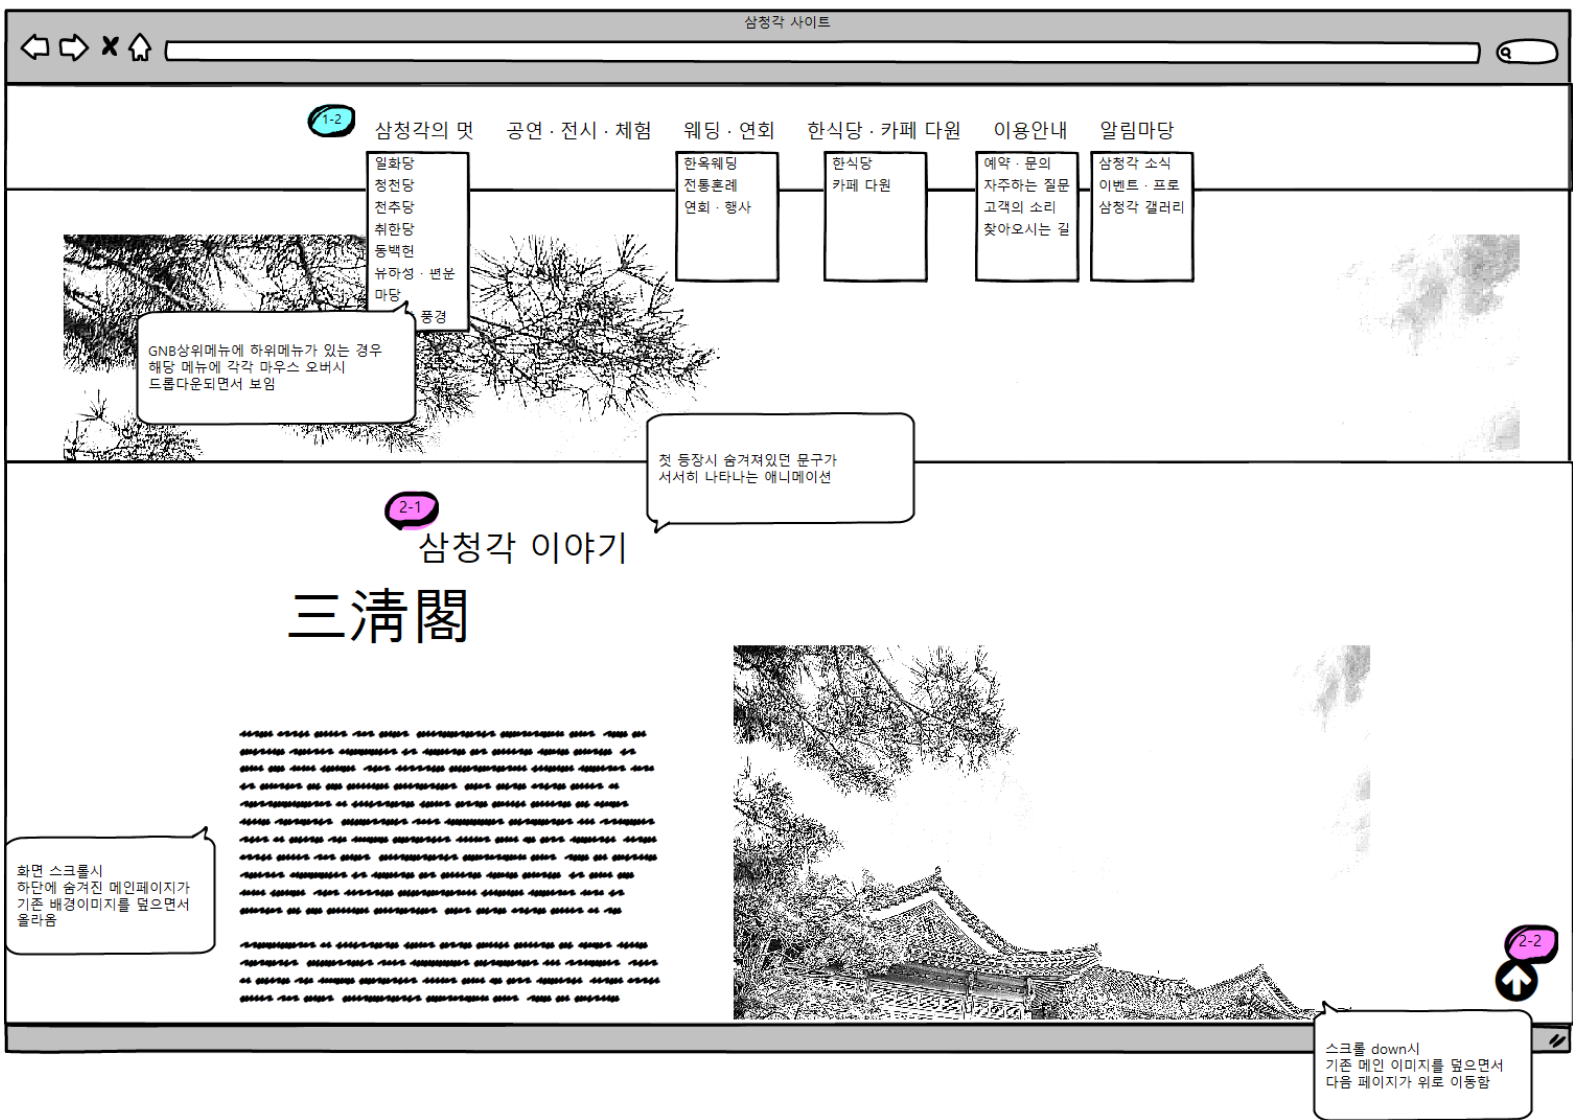 삼청각 사이트
1-2
삼청각의 멋
공연 · 전시 · 체험
웨딩 · 연회
한식당 · 카페 다원
이용안내
알림마당
일화당
청천당
천추당
취한당
동백헌
유하성 · 편운
마당
풍경
한옥웨딩
전통혼례
연회 · 행사
한식당
카페 다원
예약 · 문의
자주하는 질문
고객의 소리
찾아오시는 길
삼청각 소식
이벤트 · 프로
삼청각 갤러리
GNB상위메뉴에 하위메뉴가 있는 경우
해당 메뉴에 각각 마우스 오버시
드롭다운되면서 보임
첫 등장시 숨겨져있던 문구가
서서히 나타나는 애니메이션
2-1
삼청각 이야기
三淸閣
화면 스크롤시
하단에 숨겨진 메인페이지가
기존 배경이미지를 덮으면서
올라옴
2-2
스크롤 down시
기존 메인 이미지를 덮으면서
다음 페이지가 위로 이동함